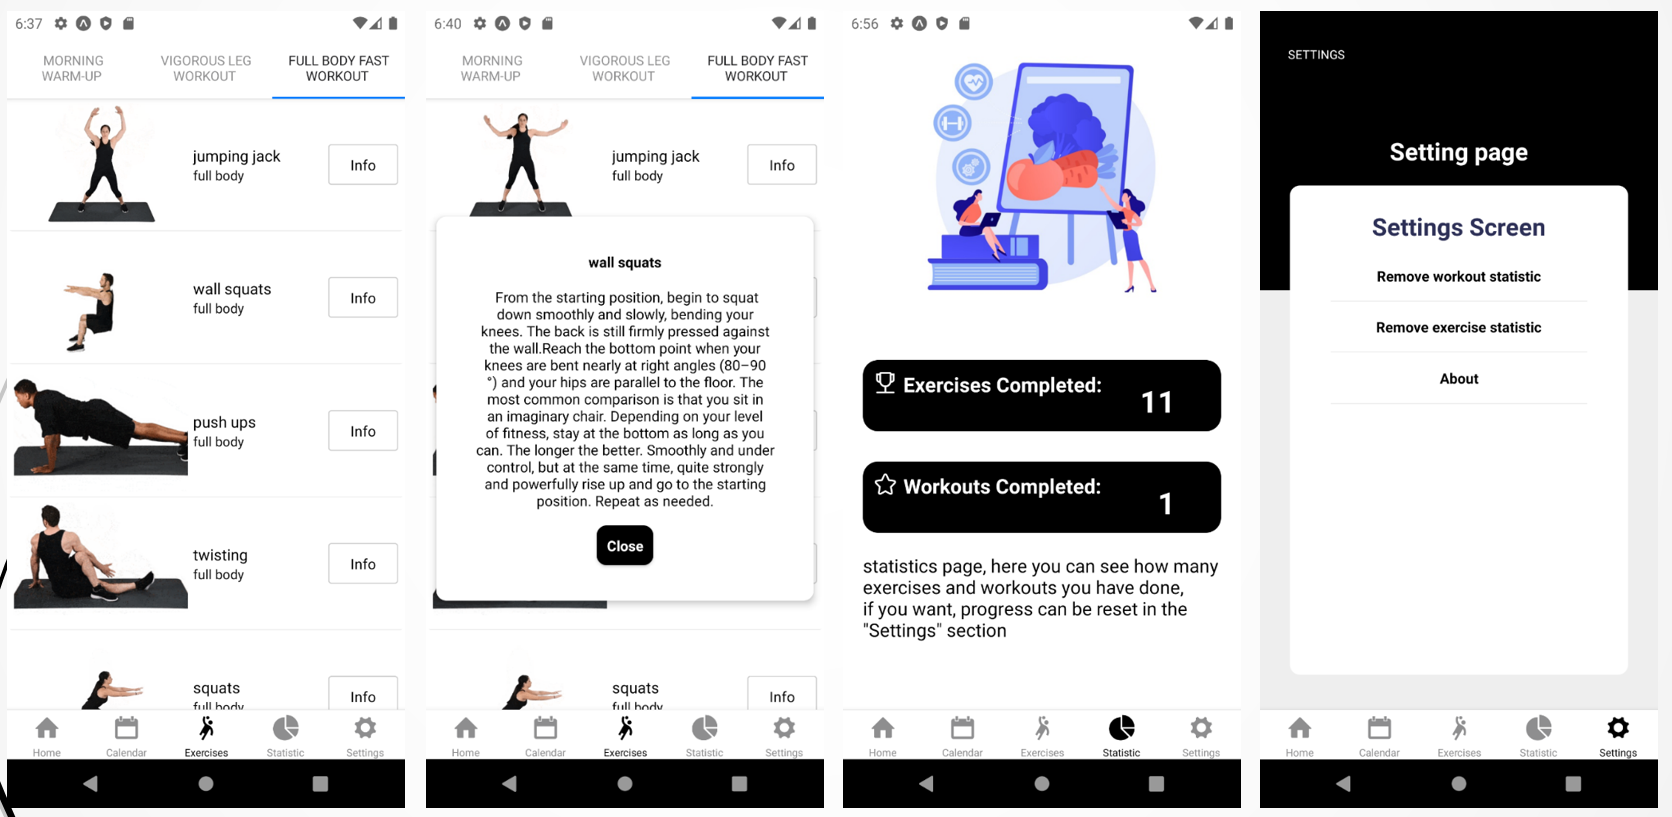 6:37
MORNING
WARM-UP
VIGOROUS LEG
WORKOUT
FULL BODY FAST
WORKOUT
jumping jack
full body
Info
wall squats
full body
Info
push ups
full body
Info
twisting
full body
Info
squats
full body
Info
Home
Calendar
Exercises
Statistic
Settings
6:40
MORNING
WARM-UP
VIGOROUS LEG
WORKOUT
FULL BODY FAST
WORKOUT
jumping jack
full body
Info
wall squats
From the starting position, begin to squat
down smoothly and slowly, bending your
knees. The back is still firmly pressed against
the wall.Reach the bottom point when your
knees are bent nearly at right angles (80–90
°) and your hips are parallel to the floor. The
most common comparison is that you sit in
an imaginary chair. Depending on your level
of fitness, stay at the bottom as long as you
can. The longer the better. Smoothly and under
control, but at the same time, quite strongly
and powerfully rise up and go to the starting
position. Repeat as needed.
Close
squats
full body
Info
Home
Calendar
Exercises
Statistic
Settings
6:56
Exercises Completed:
11
Workouts Completed:
1
statistics page, here you can see how many
exercises and workouts you have done,
if you want, progress can be reset in the
"Settings" section
Home
Calendar
Exercises
Statistic
Settings
SETTINGS
Setting page
Settings Screen
Remove workout statistic
Remove exercise statistic
About
Home
Calendar
Exercises
Statistic
Settings